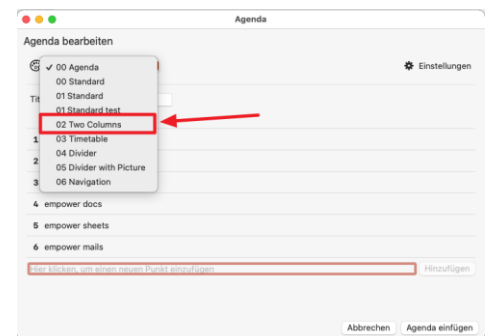 Agenda
Agenda bearbeiten
✓ 00 Agenda
Einstellungen
00 Standard
01 Standard
Tit
01 Standard test
02 Two Columns
1
03 Timetable
2
04 Divider
05 Divider with Picture
3
06 Navigation
4 empower docs
5 empower sheets
6 empower mails
Hier klicken, um einen neuen Punkt einzufügen
Hinzufügen
Abbrechen
Agenda einfügen